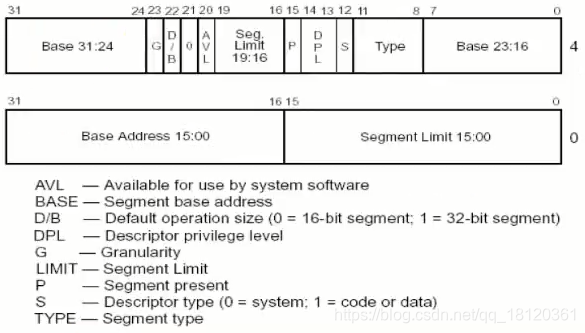 31 24 23 22 21 20 19 16 15 14 13 12 11 8 7 0
Base 31:24 G D/B 0 AVL Seg. Limit 19:16 P DPL S Type Base 23:16 4
31 16 15 0
Base Address 15:00 Segment Limit 15:00 0
AVL — Available for use by system software
BASE — Segment base address
D/B — Default operation size (0 = 16-bit segment; 1 = 32-bit segment)
DPL — Descriptor privilege level
G — Granularity
LIMIT — Segment Limit
P — Segment present
S — Descriptor type (0 = system; 1 = code or data)
TYPE — Segment type
https://blog.csdn.net/qq_18120361